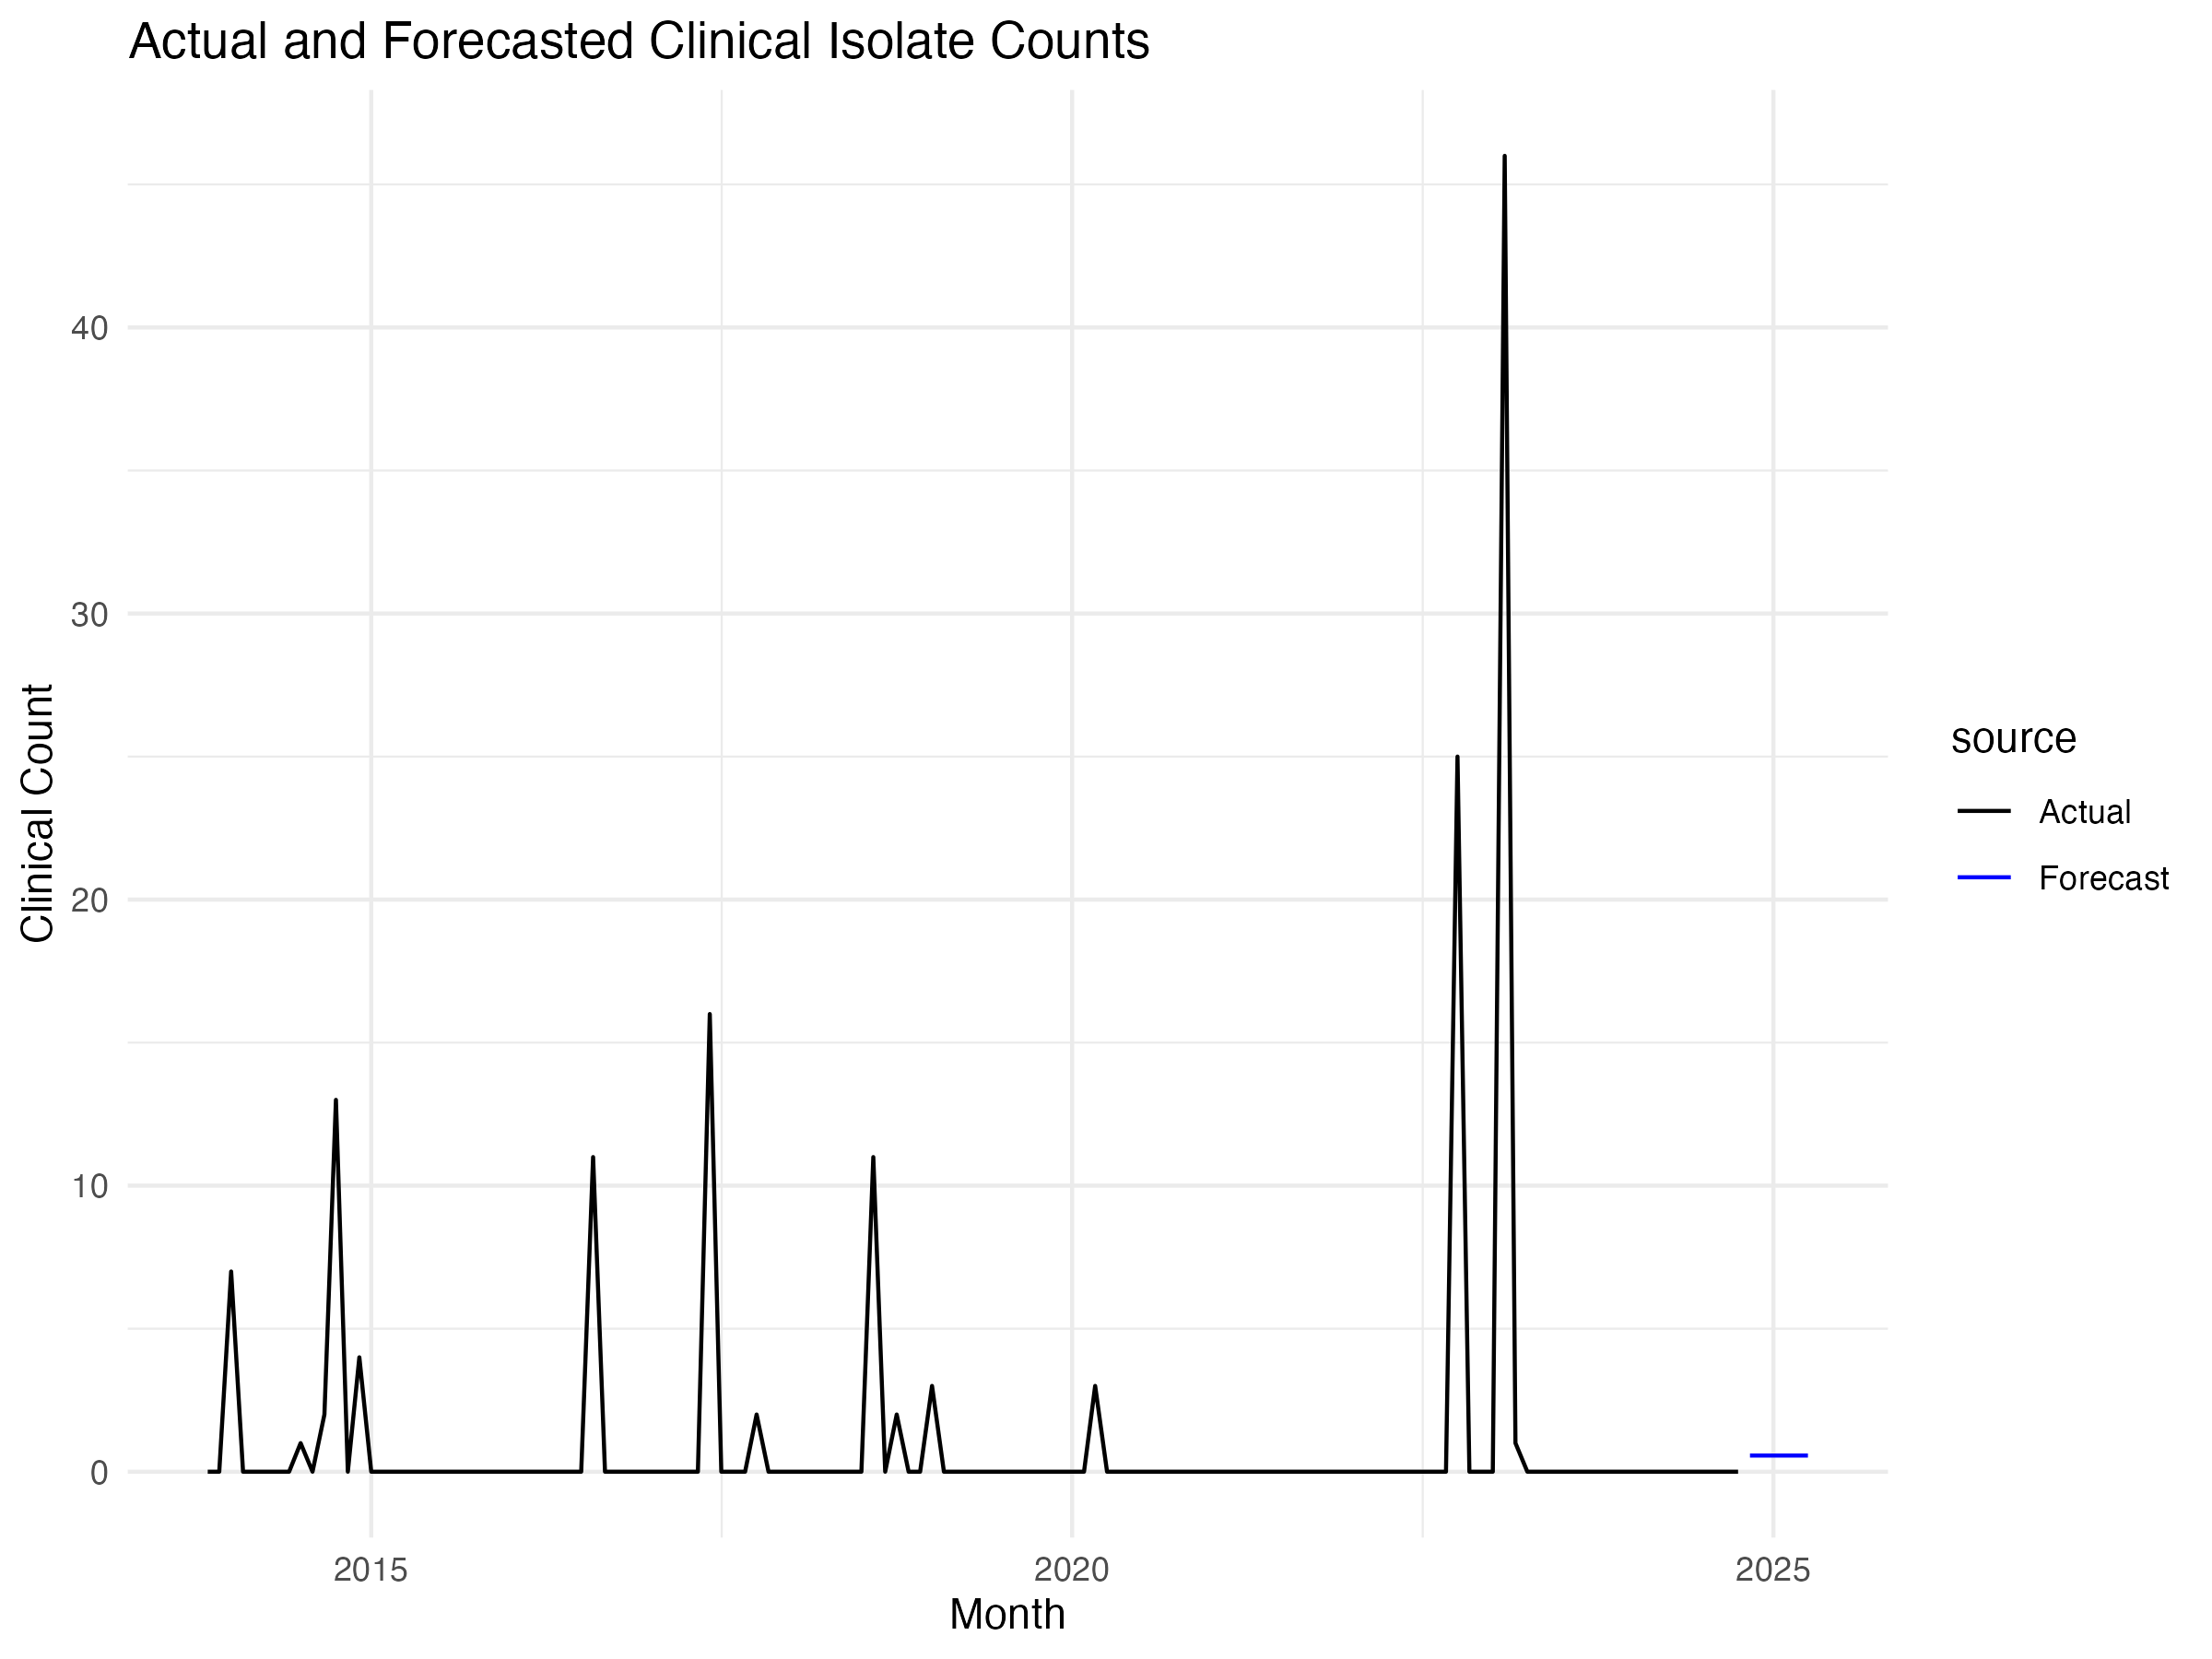 Actual and Forecasted Clinical Isolate Counts
Clinical Count
40
30
20
10
0
2015
2020
2025
Month
source
Actual
Forecast